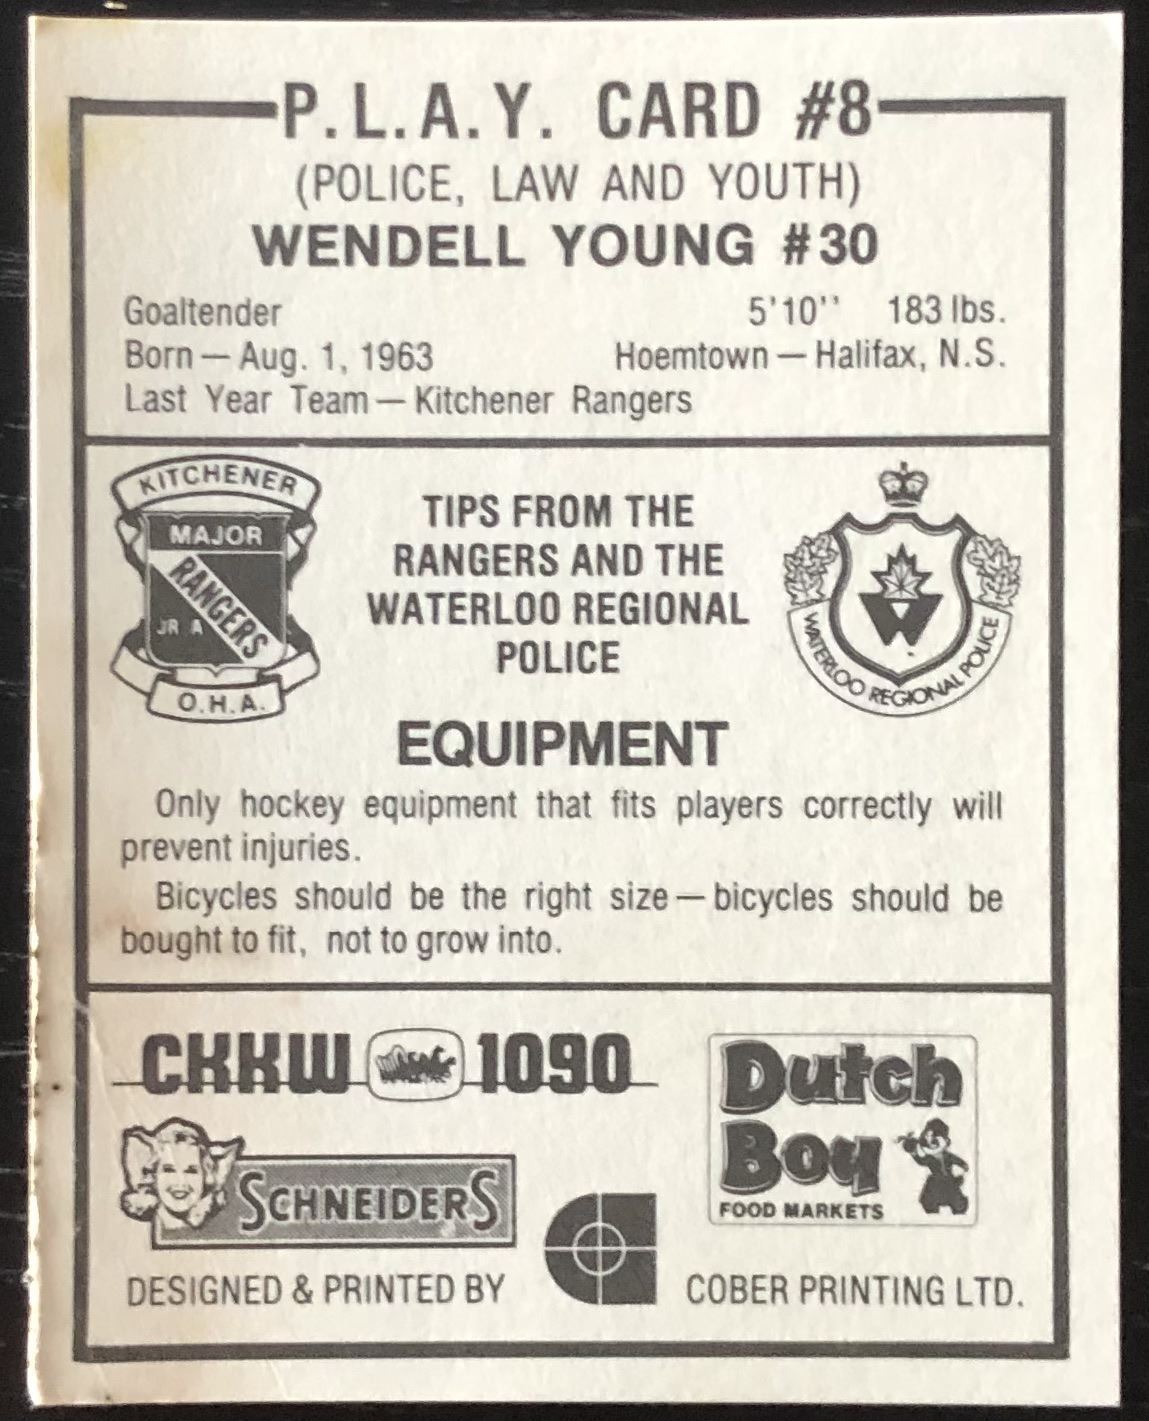 P.L.A.Y. CARD #8
(POLICE, LAW AND YOUTH)
WENDELL YOUNG #30
Goaltender 5'10'' 183 lbs.
Born — Aug. 1, 1963 Hoemtown — Halifax, N.S.
Last Year Team — Kitchener Rangers
KITCHENER
MAJOR
RANGERS
JR A
O.H.A.
TIPS FROM THE
RANGERS AND THE
WATERLOO REGIONAL
POLICE
WATERLOO REGIONAL POLICE
EQUIPMENT
Only hockey equipment that fits players correctly will
prevent injuries.
Bicycles should be the right size — bicycles should be
bought to fit, not to grow into.
CKKW 1090
Dutch
Boy
FOOD MARKETS
SCHNEIDERS
DESIGNED & PRINTED BY COBER PRINTING LTD.